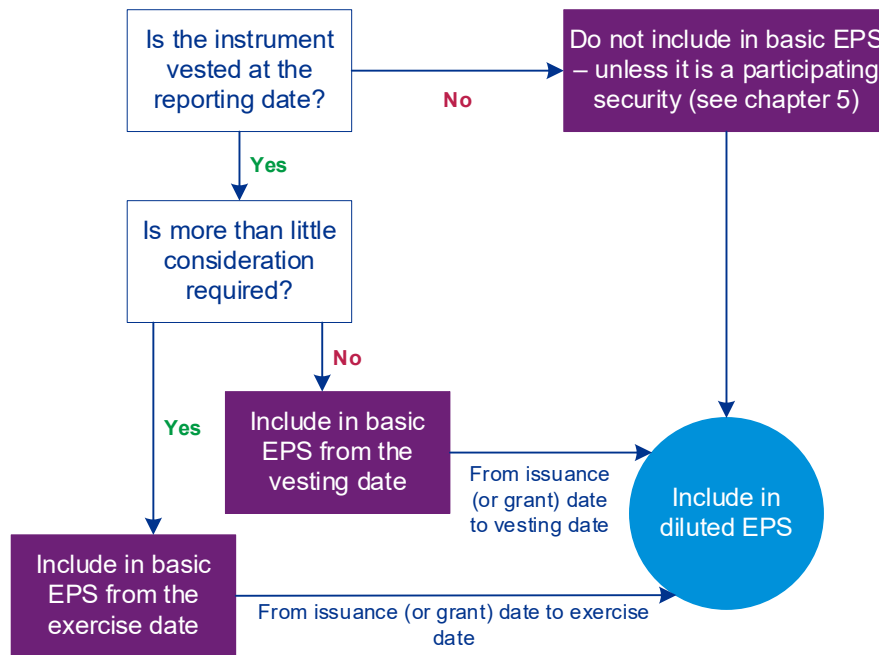 Is the instrument
vested at the
reporting date?
No
Do not include in basic EPS
– unless it is a participating
security (see chapter 5)
Yes
Is more than little
consideration
required?
No
Yes
Include in basic
EPS from the
vesting date
From issuance
(or grant) date
to vesting date
Include in
diluted EPS
Include in basic
EPS from the
exercise date
From issuance (or grant) date to exercise
date